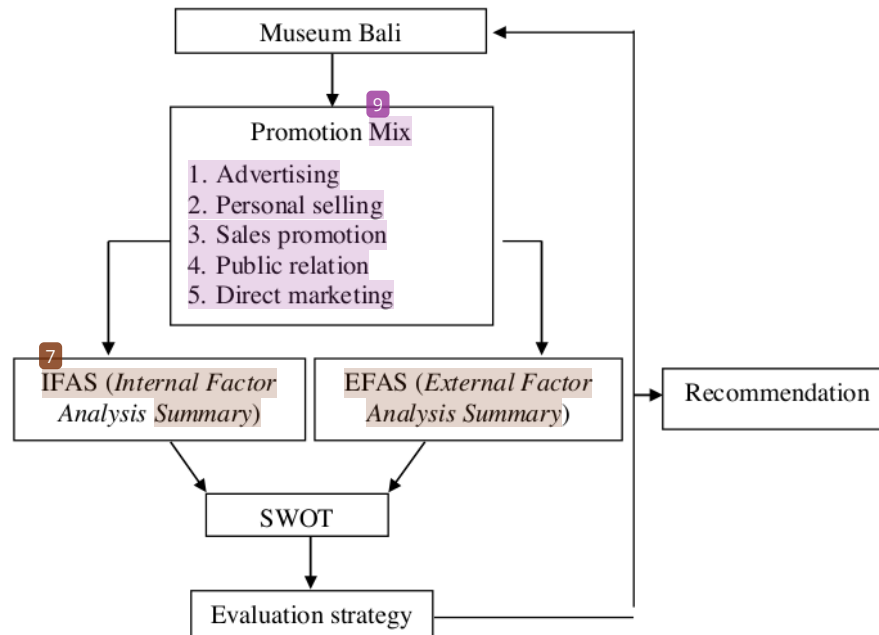 Museum Bali
9
Promotion Mix
1. Advertising
2. Personal selling
3. Sales promotion
4. Public relation
5. Direct marketing
7
IFAS (Internal Factor
Analysis Summary)
EFAS (External Factor
Analysis Summary)
Recommendation
SWOT
Evaluation strategy